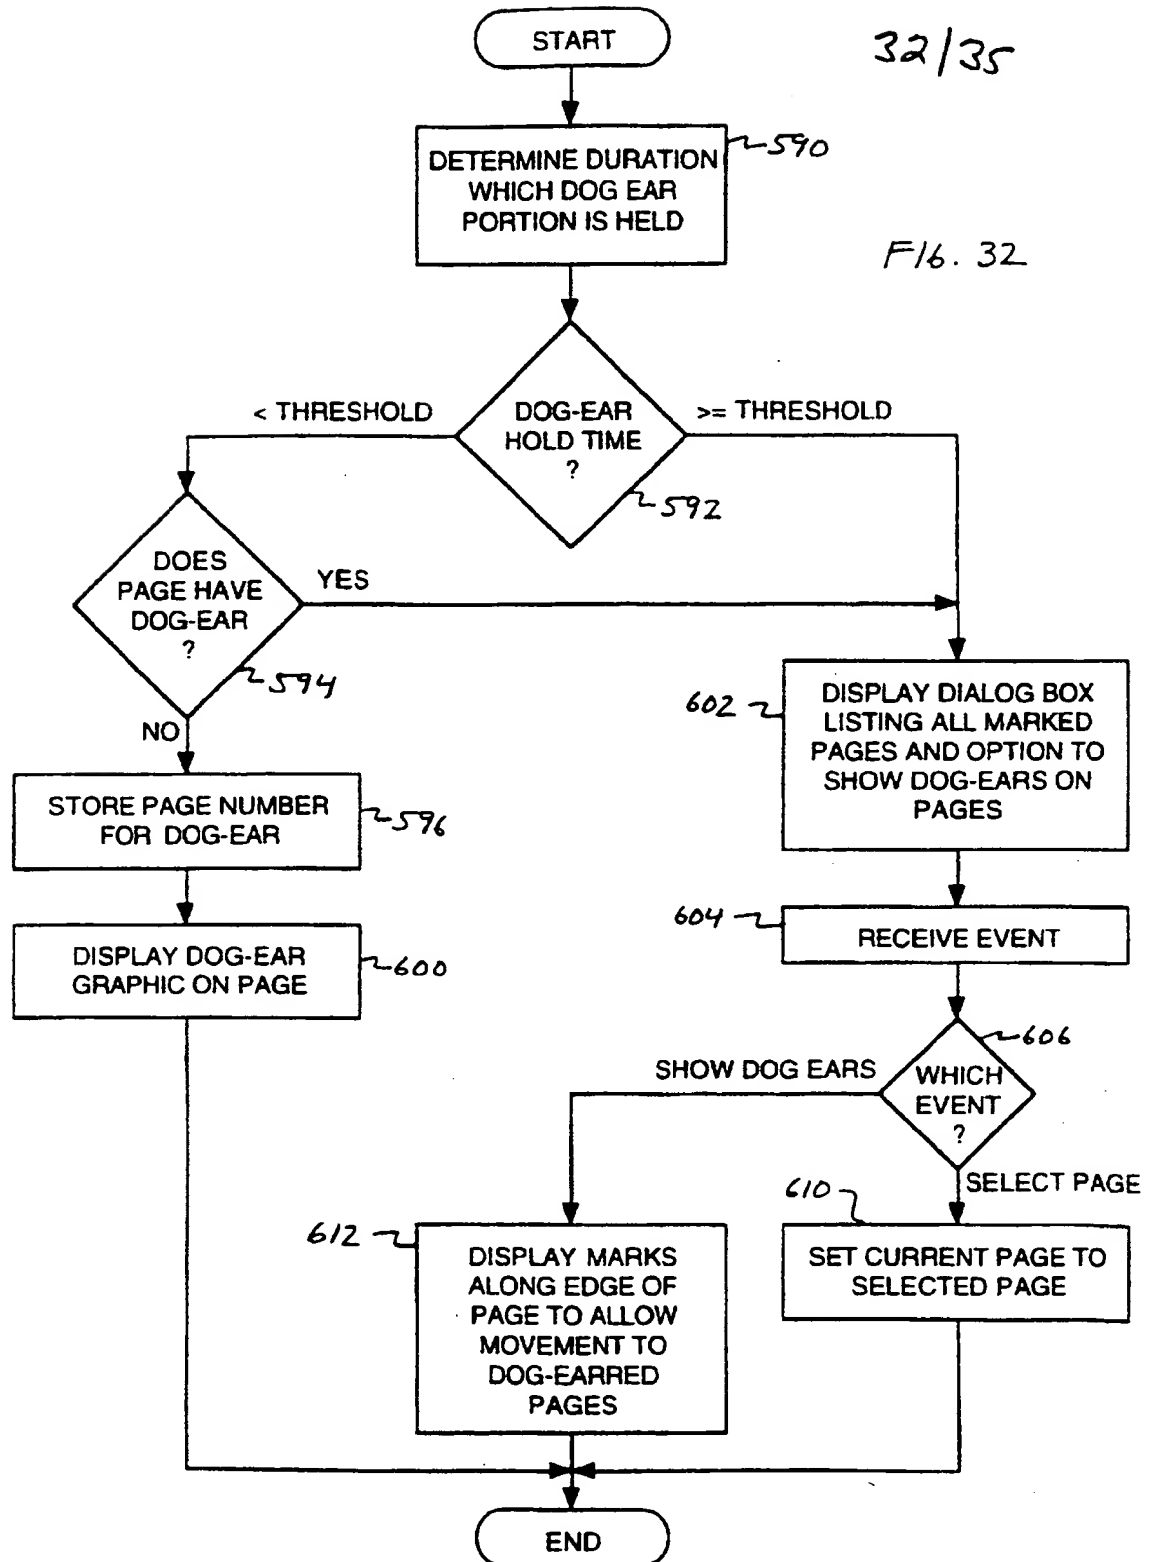 START
32/35
590
DETERMINE DURATION
WHICH DOG EAR
PORTION IS HELD
FIG. 32
< THRESHOLD
DOG-EAR
HOLD TIME
?
>= THRESHOLD
592
DOES
PAGE HAVE
DOG-EAR
?
YES
594
NO
602
DISPLAY DIALOG BOX
LISTING ALL MARKED
PAGES AND OPTION TO
SHOW DOG-EARS ON
PAGES
STORE PAGE NUMBER
FOR DOG-EAR
596
604
RECEIVE EVENT
DISPLAY DOG-EAR
GRAPHIC ON PAGE
600
606
SHOW DOG EARS
WHICH
EVENT
?
SELECT PAGE
610
612
DISPLAY MARKS
ALONG EDGE OF
PAGE TO ALLOW
MOVEMENT TO
DOG-EARRED
PAGES
SET CURRENT PAGE TO
SELECTED PAGE
END